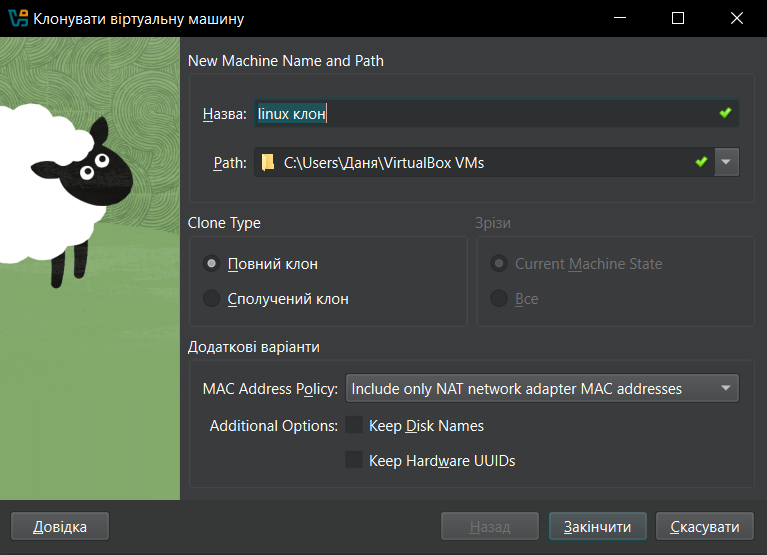 Клонувати віртуальну машину
New Machine Name and Path
Назва: linux клон
Path: C:\Users\Даня\VirtualBox VMs
Clone Type
Зрізи
Повний клон
Current Machine State
Сполучений клон
Все
Додаткові варіанти
MAC Address Policy: Include only NAT network adapter MAC addresses
Additional Options: Keep Disk Names
Keep Hardware UUIDs
Довідка
Назад
Закінчити
Скасувати